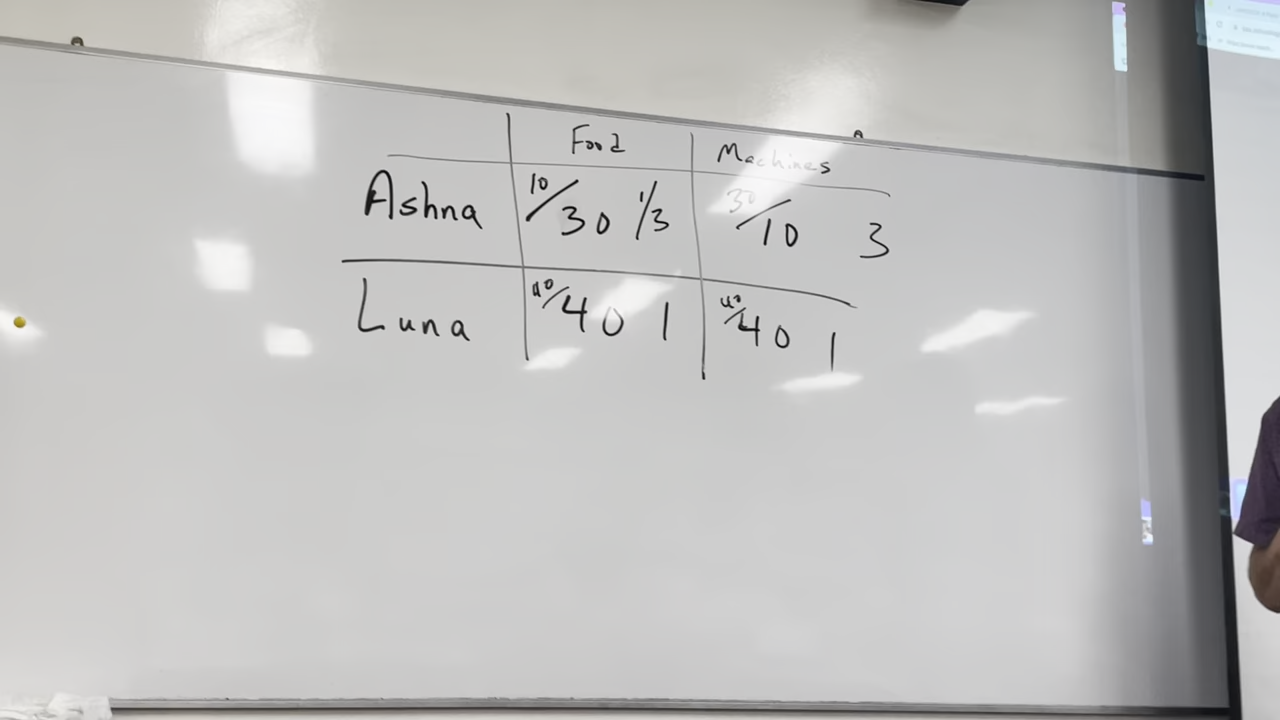 Food Machines
Ashna 10/30 1/3 30/10 3
Luna 40/40 1 40/40 1